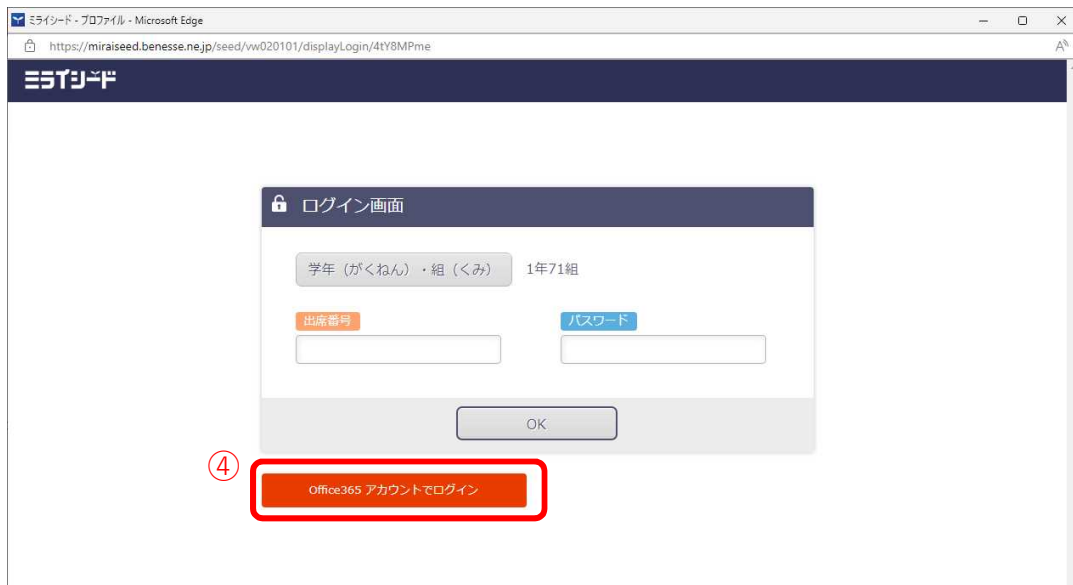 ミライシード - プロファイル - Microsoft Edge
https://miraiseed.benesse.ne.jp/seed/vw020101/displayLogin/4tY8MPme
ミライシード
ログイン画面
学年（がくねん）・組（くみ） 1年71組
出席番号 パスワード
OK
④
Office365 アカウントでログイン